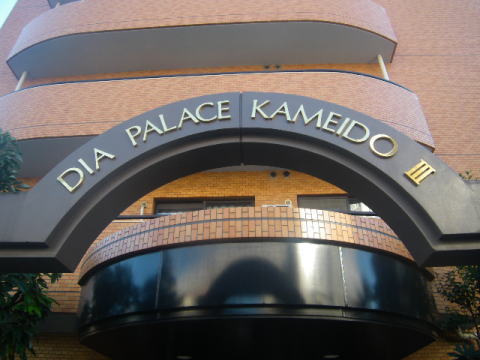 DIA PALACE KAMEIDO III